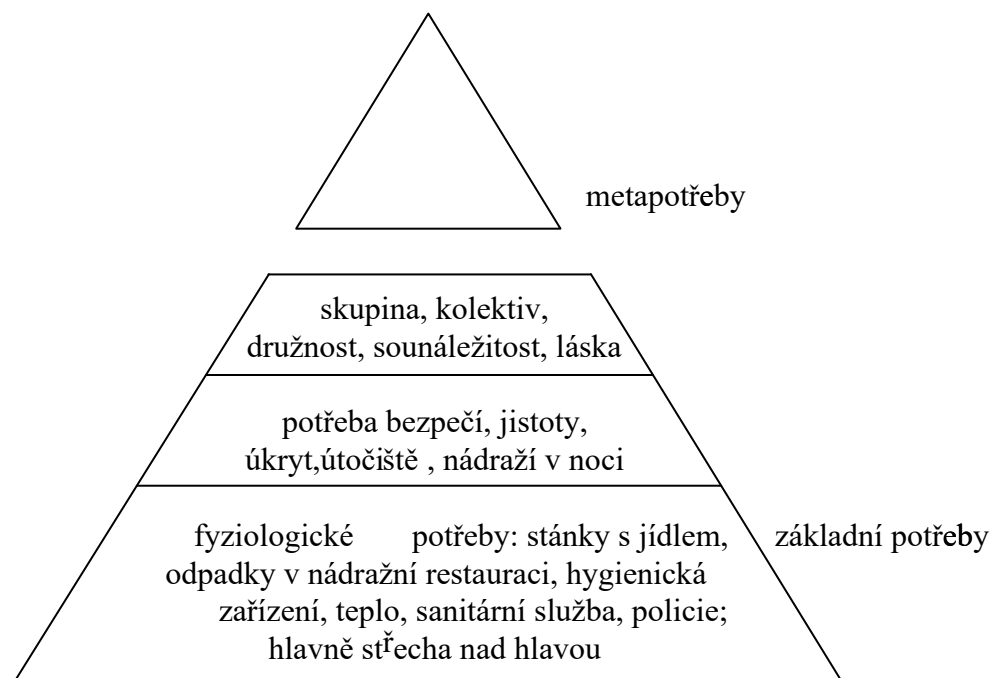 metapotřeby
skupina, kolektiv,
družnost, sounáležitost, láska
potřeba bezpečí, jistoty,
úkryt,útočiště , nádraží v noci
fyziologické potřeby: stánky s jídlem,
základní potřeby
odpadky v nádražní restauraci, hygienická
zařízení, teplo, sanitární služba, policie;
hlavně střecha nad hlavou